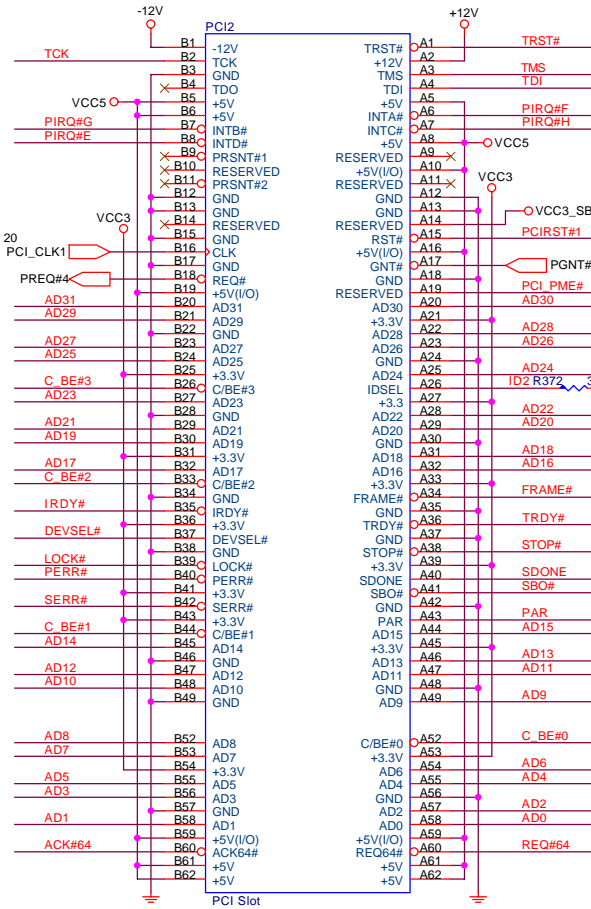 -12V +12V
PCI2
B1 -12V TRST# A1 TRST#
TCK B2 TCK +12V A2
B3 GND TMS A3 TMS
B4 TDO TDI A4 TDI
VCC5 B5 +5V +5V A5
B6 +5V INTA# A6 PIRQ#F
PIRQ#G B7 INTB# INTC# A7 PIRQ#H
PIRQ#E B8 INTD# +5V A8 VCC5
B9 PRSNT#1 RESERVED A9
B10 RESERVED +5V(I/O) A10
B11 PRSNT#2 RESERVED A11 VCC3
B12 GND GND A12
B13 GND GND A13
VCC3 B14 RESERVED RESERVED A14 VCC3_SB
20 B15 GND RST# A15 PCIRST#1
PCI_CLK1 B16 CLK +5V(I/O) A16
B17 GND GNT# A17 PGNT#
PREQ#4 B18 REQ# GND A18
B19 +5V(I/O) RESERVED A19 PCI_PME#
AD31 B20 AD31 AD30 A20 AD30
AD29 B21 AD29 +3.3V A21
B22 GND AD28 A22 AD28
AD27 B23 AD27 AD26 A23 AD26
AD25 B24 AD25 GND A24
B25 +3.3V AD24 A25 AD24
C_BE#3 B26 C/BE#3 IDSEL A26 ID2 R372 3
AD23 B27 AD23 +3.3 A27
B28 GND AD22 A28 AD22
AD21 B29 AD21 AD20 A29 AD20
AD19 B30 AD19 GND A30
B31 +3.3V AD18 A31 AD18
AD17 B32 AD17 AD16 A32 AD16
C_BE#2 B33 C/BE#2 +3.3V A33
B34 GND FRAME# A34 FRAME#
IRDY# B35 IRDY# GND A35
B36 +3.3V TRDY# A36 TRDY#
DEVSEL# B37 DEVSEL# GND A37
B38 GND STOP# A38 STOP#
LOCK# B39 LOCK# +3.3V A39
PERR# B40 PERR# SDONE A40 SDONE
B41 +3.3V SBO# A41 SBO#
SERR# B42 SERR# GND A42
B43 +3.3V PAR A43 PAR
C_BE#1 B44 C/BE#1 AD15 A44 AD15
AD14 B45 AD14 +3.3V A45
B46 GND AD13 A46 AD13
AD12 B47 AD12 AD11 A47 AD11
AD10 B48 AD10 GND A48
B49 GND AD9 A49 AD9
AD8 B52 AD8 C/BE#0 A52 C_BE#0
AD7 B53 AD7 +3.3V A53
B54 +3.3V AD6 A54 AD6
AD5 B55 AD5 AD4 A55 AD4
AD3 B56 AD3 GND A56
B57 GND AD2 A57 AD2
AD1 B58 AD1 AD0 A58 AD0
B59 +5V(I/O) +5V(I/O) A59
ACK#64 B60 ACK64# REQ64# A60 REQ#64
B61 +5V +5V A61
B62 +5V +5V A62
PCI Slot